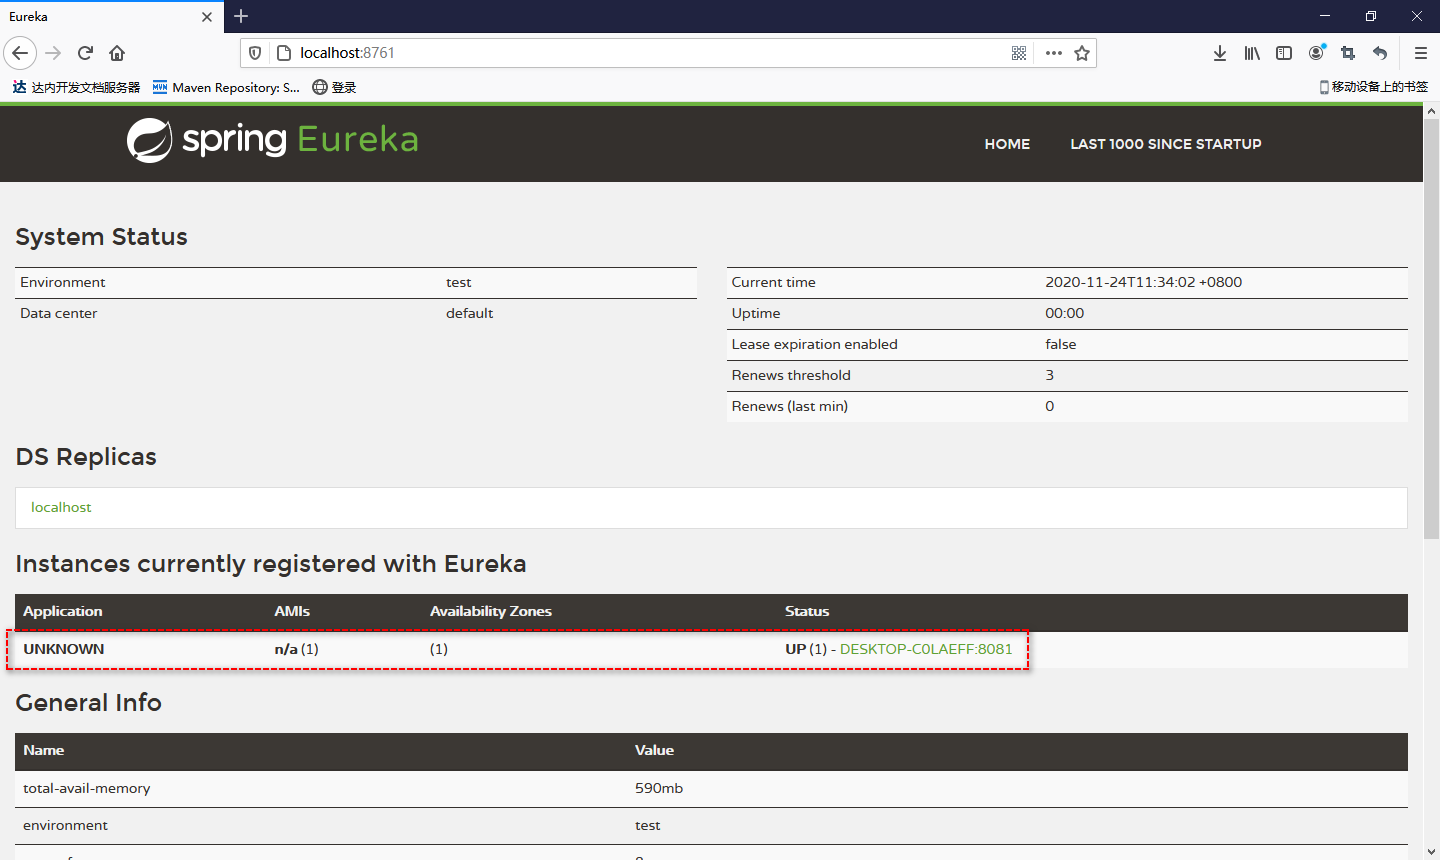 Eureka
localhost:8761
达内开发文档服务器 MVN Maven Repository: S... 登录 移动设备上的书签
spring Eureka HOME LAST 1000 SINCE STARTUP
System Status
Environment test
Data center default
Current time 2020-11-24T11:34:02 +0800
Uptime 00:00
Lease expiration enabled false
Renews threshold 3
Renews (last min) 0
DS Replicas
localhost
Instances currently registered with Eureka
Application AMIs Availability Zones Status
UNKNOWN n/a (1) (1) UP (1) - DESKTOP-C0LAEFF:8081
General Info
Name Value
total-avail-memory 590mb
environment test